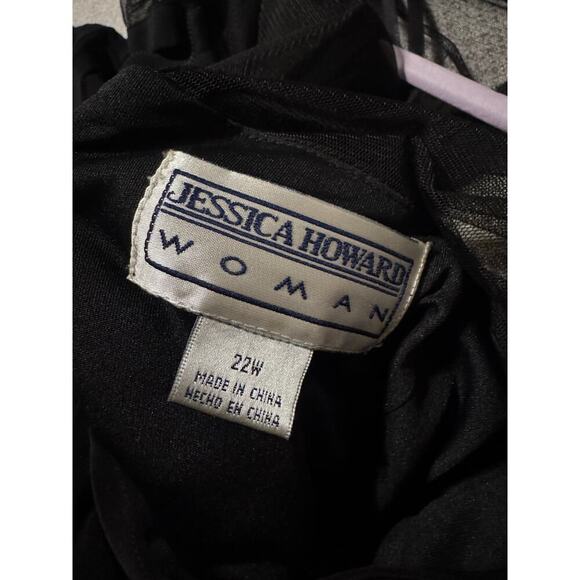 JESSICA HOWARD
WOMAN
22W
MADE IN CHINA
HECHO EN CHINA